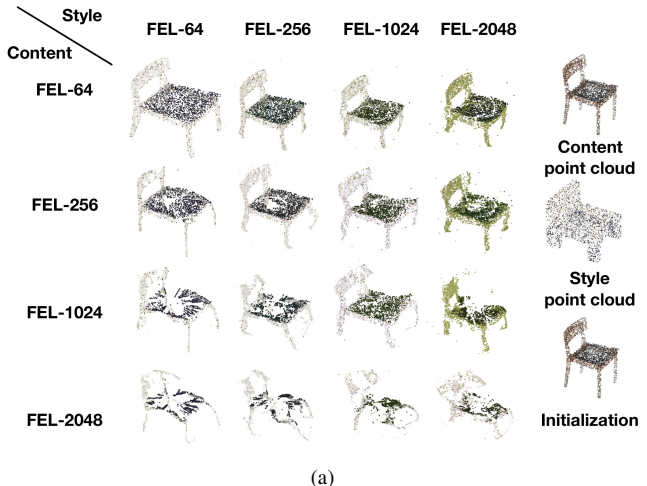 Style
Content
FEL-64 FEL-256 FEL-1024 FEL-2048
FEL-64
Content
point cloud
FEL-256
Style
point cloud
FEL-1024
Initialization
FEL-2048
(a)